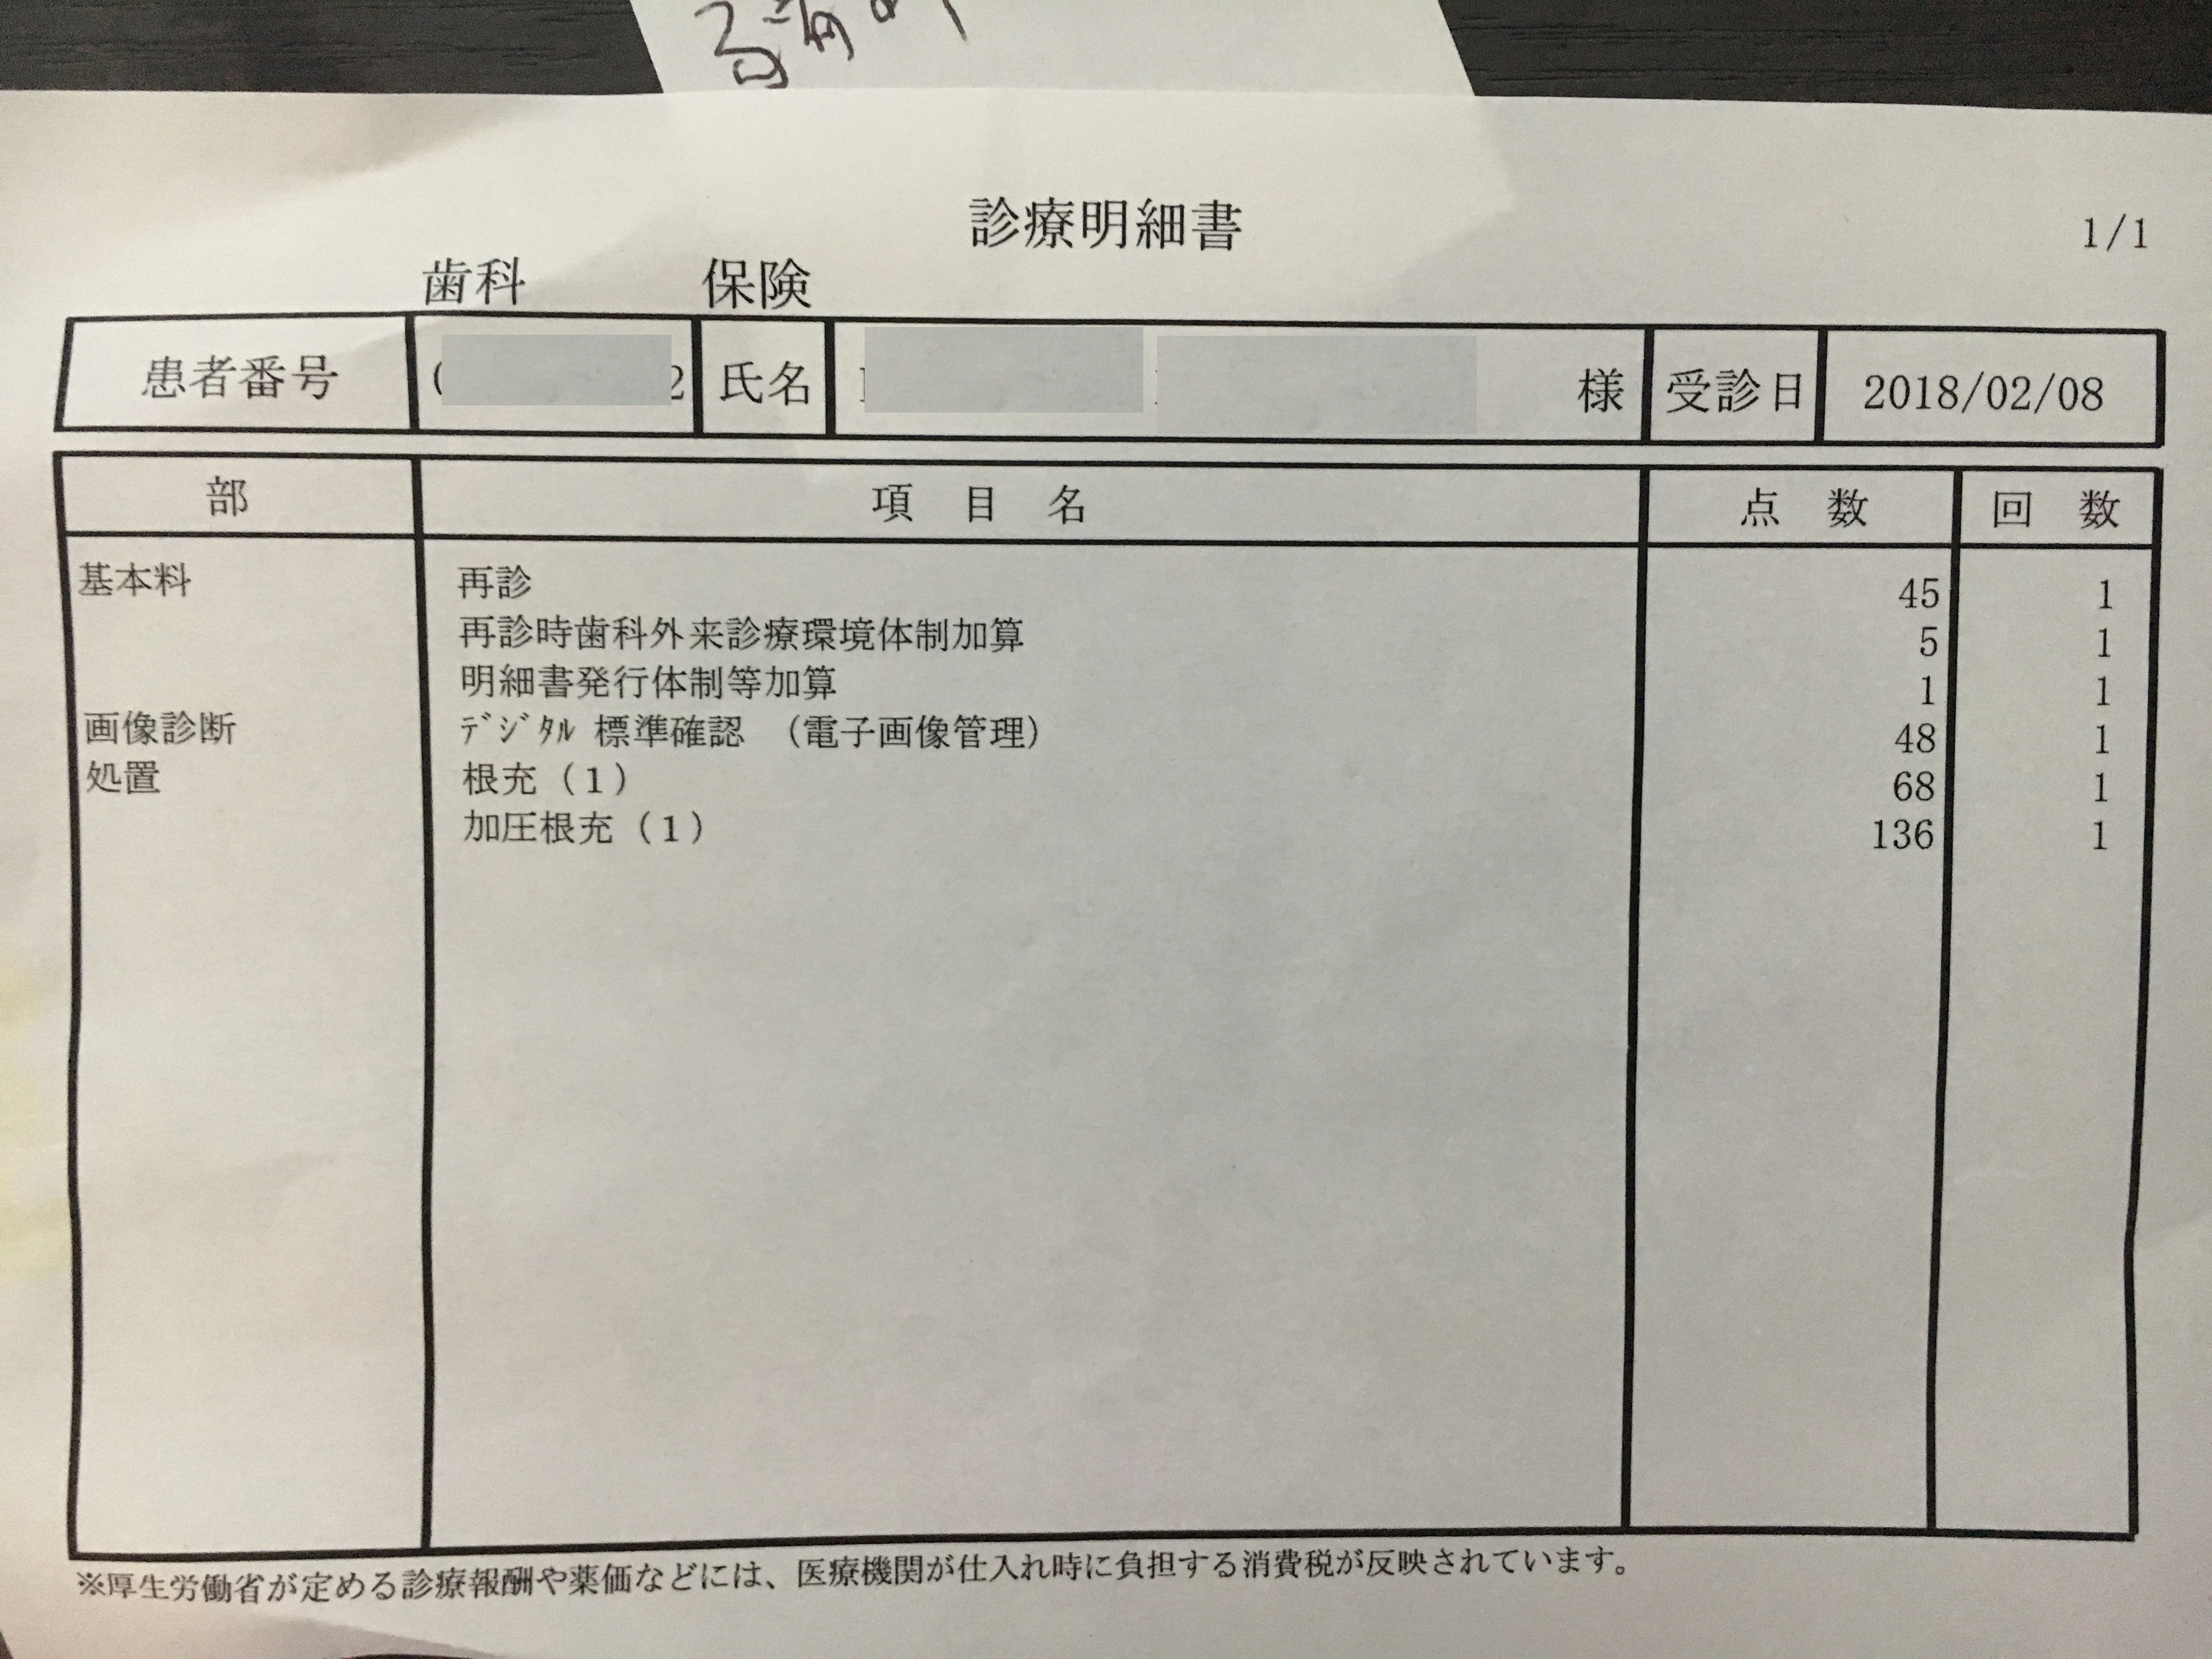 診療明細書
1/1
歯科 保険
患者番号 2 氏名 様 受診日 2018/02/08
部 項目名 点数 回数
基本料 再診 45 1
再診時歯科外来診療環境体制加算 5 1
明細書発行体制等加算 1 1
画像診断 ﾃﾞｼﾞﾀﾙ 標準確認 （電子画像管理） 48 1
処置 根充（1） 68 1
加圧根充（1） 136 1
※厚生労働省が定める診療報酬や薬価などには、医療機関が仕入れ時に負担する消費税が反映されています。